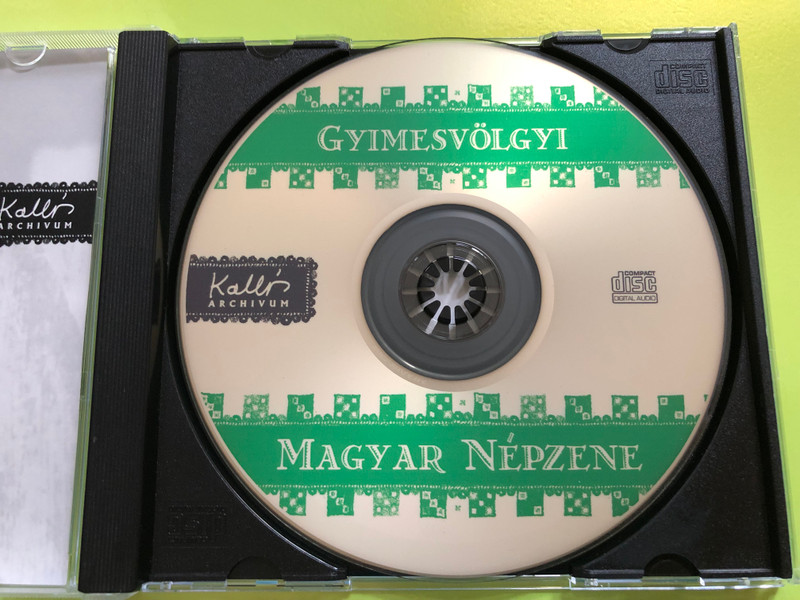 GYIMESVÖLGYI
Kallós
ARCHIVUM
Kallós
ARCHIVUM
COMPACT
disc
DIGITAL AUDIO
COMPACT
disc
DIGITAL AUDIO
MAGYAR NÉPZENE